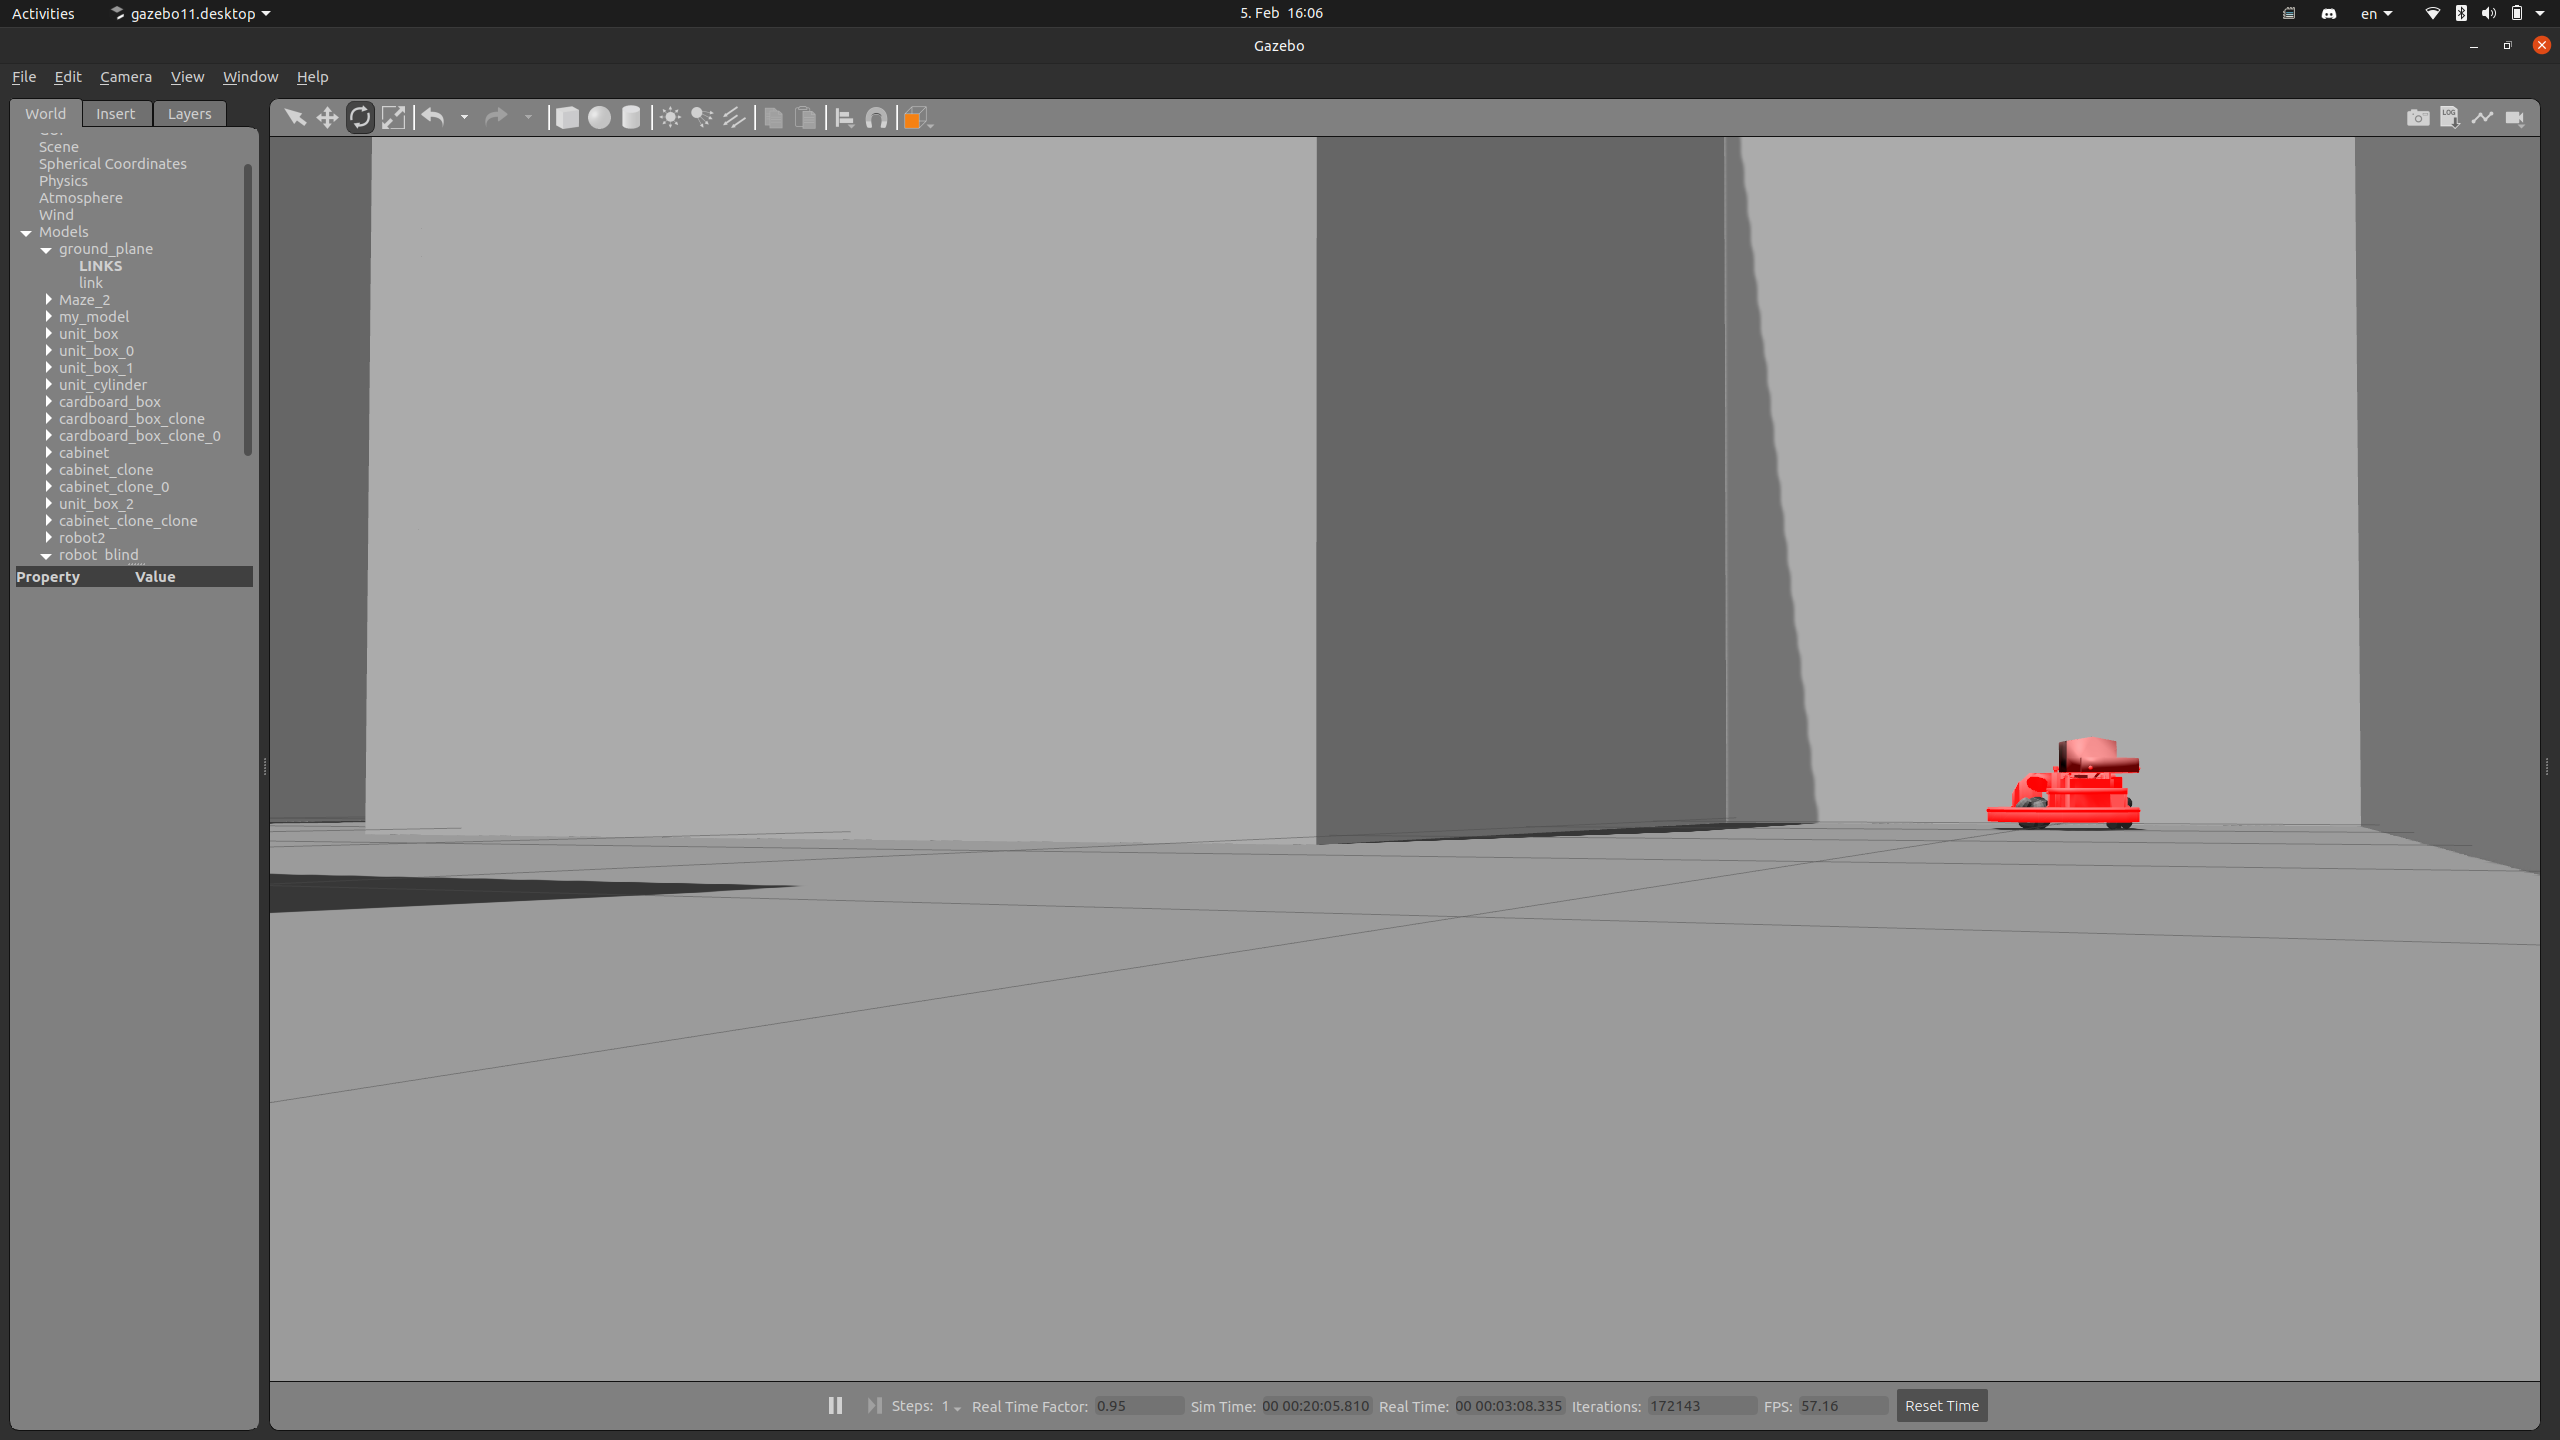 Activities gazebo11.desktop 5. Feb 16:06 en
Gazebo
File Edit Camera View Window Help
World Insert Layers
LOG
Scene
Spherical Coordinates
Physics
Atmosphere
Wind
Models
ground_plane
LINKS
link
Maze_2
my_model
unit_box
unit_box_0
unit_box_1
unit_cylinder
cardboard_box
cardboard_box_clone
cardboard_box_clone_0
cabinet
cabinet_clone
cabinet_clone_0
unit_box_2
cabinet_clone_clone
robot2
robot_blind
Property Value
Steps: 1 Real Time Factor: 0.95 Sim Time: 00 00:20:05.810 Real Time: 00 00:03:08.335 Iterations: 172143 FPS: 57.16 Reset Time